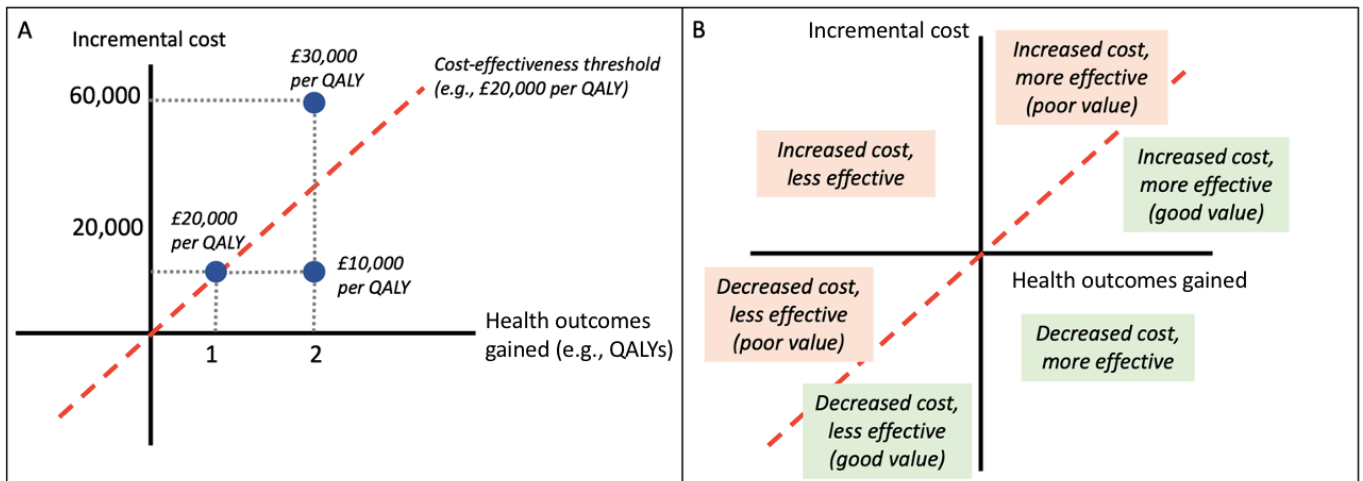 A
Incremental cost
£30,000
per QALY
Cost-effectiveness threshold
(e.g., £20,000 per QALY)
60,000
20,000
£20,000
per QALY
£10,000
per QALY
Health outcomes
gained (e.g., QALYs)
1
2
B
Incremental cost
Increased cost,
more effective
(poor value)
Increased cost,
less effective
Increased cost,
more effective
(good value)
Health outcomes gained
Decreased cost,
less effective
(poor value)
Decreased cost,
more effective
Decreased cost,
less effective
(good value)